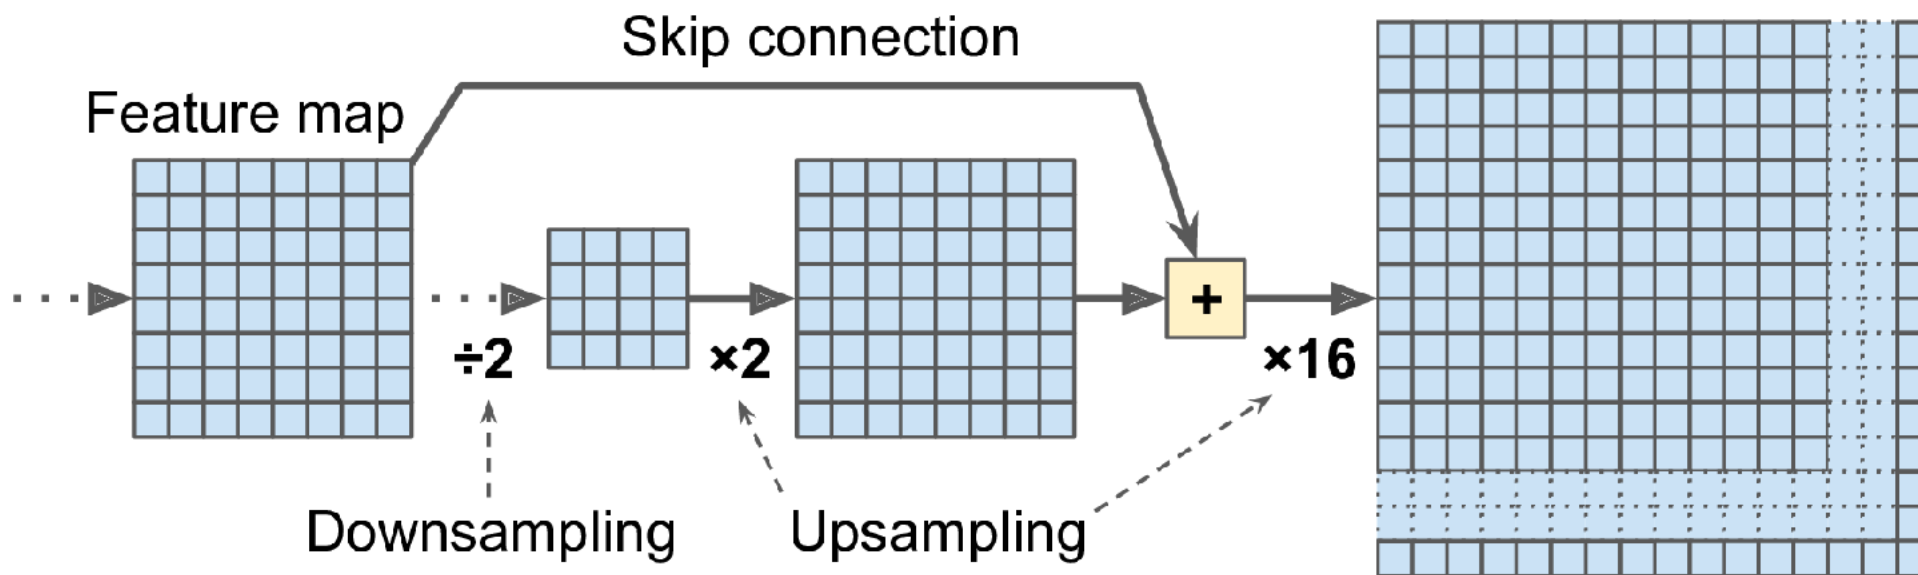 Skip connection
Feature map
+
÷2
×2
×16
Downsampling
Upsampling